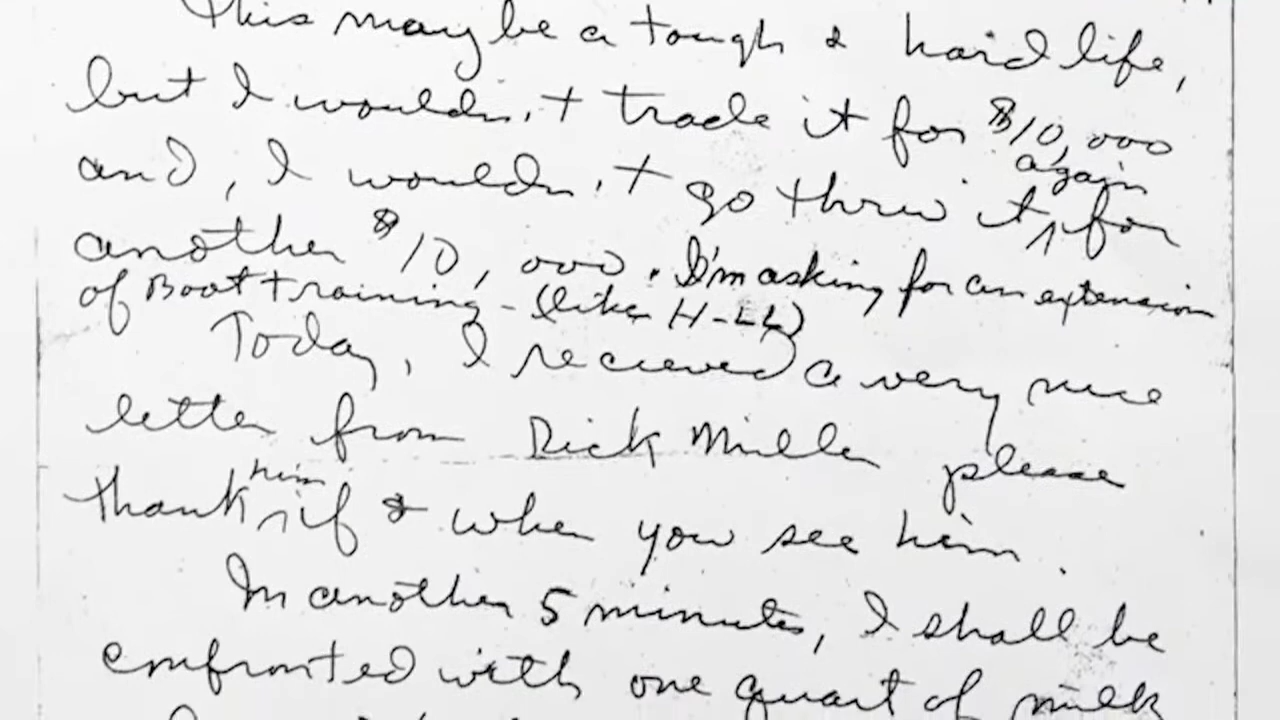 This may be a tough & hard life,
but I wouldn't trade it for $10,000
and, I wouldn't go thru it again for
another $10,000. I'm asking for an extension
of Boot training - (like H-LL)
Today, I recieved a very nice
letter from Dick Miller please
thank him if & when you see him.
In another 5 minutes, I shall be
confronted with one quart of milk